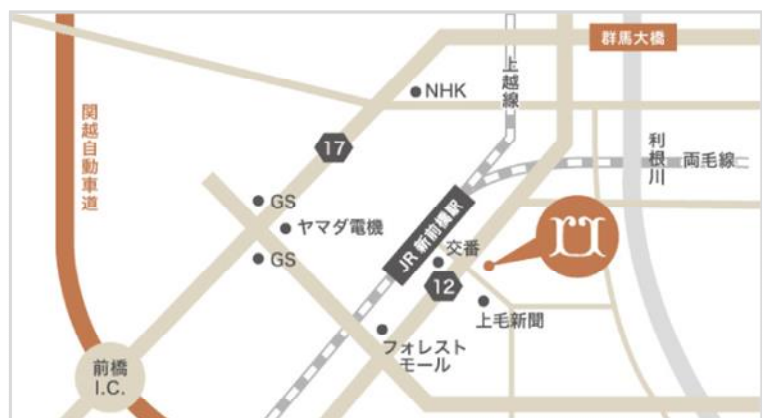 群馬大橋
上越線
NHK
関越自動車道
17
利根川
両毛線
GS
ヤマダ電機
GS
JR 新前橋駅
交番
12
上毛新聞
フォレスト
モール
前橋
I.C.